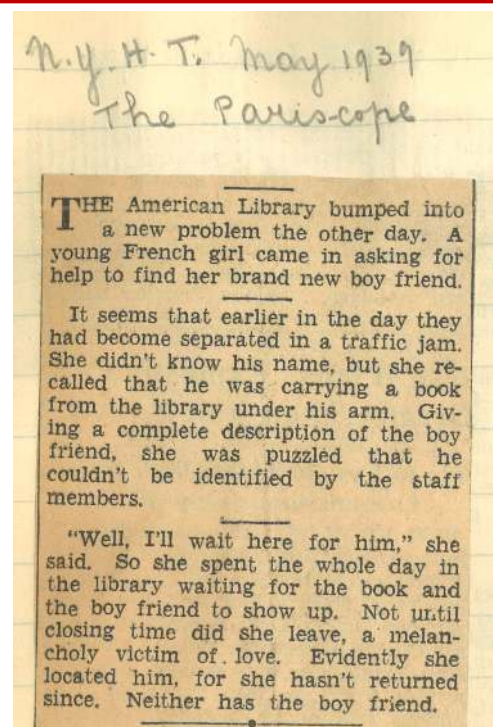 N.Y.H.T. May 1939
The Pariscope
THE American Library bumped into
a new problem the other day. A
young French girl came in asking for
help to find her brand new boy friend.
It seems that earlier in the day they
had become separated in a traffic jam.
She didn't know his name, but she re-
called that he was carrying a book
from the library under his arm. Giv-
ing a complete description of the boy
friend, she was puzzled that he
couldn't be identified by the staff
members.
"Well, I'll wait here for him," she
said. So she spent the whole day in
the library waiting for the book and
the boy friend to show up. Not until
closing time did she leave, a melan-
choly victim of love. Evidently she
located him, for she hasn't returned
since. Neither has the boy friend.